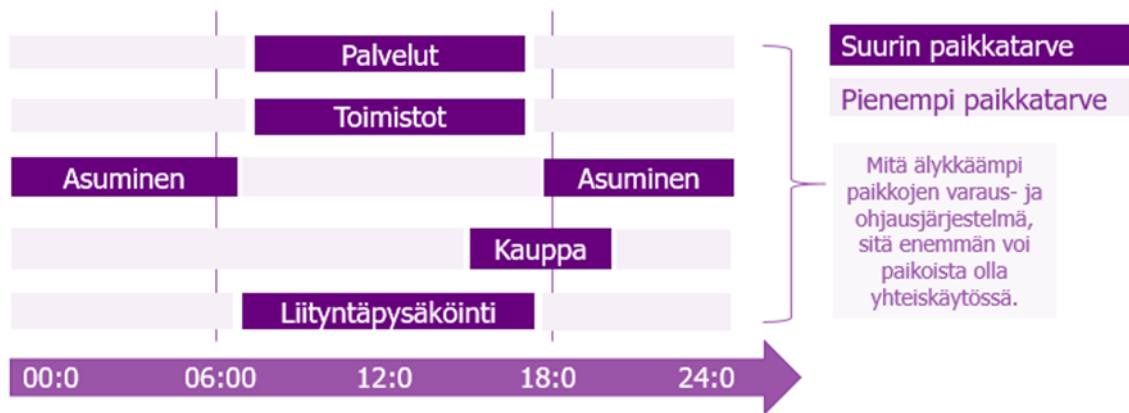 Palvelut
Toimistot
Asuminen
Asuminen
Kauppa
Liityntäpysäköinti
00:0
06:00
12:0
18:0
24:0
Suurin paikkatarve
Pienempi paikkatarve
Mitä älykkäämpi
paikkojen varaus- ja
ohjausjärjestelmä,
sitä enemmän voi
paikoista olla
yhteiskäytössä.